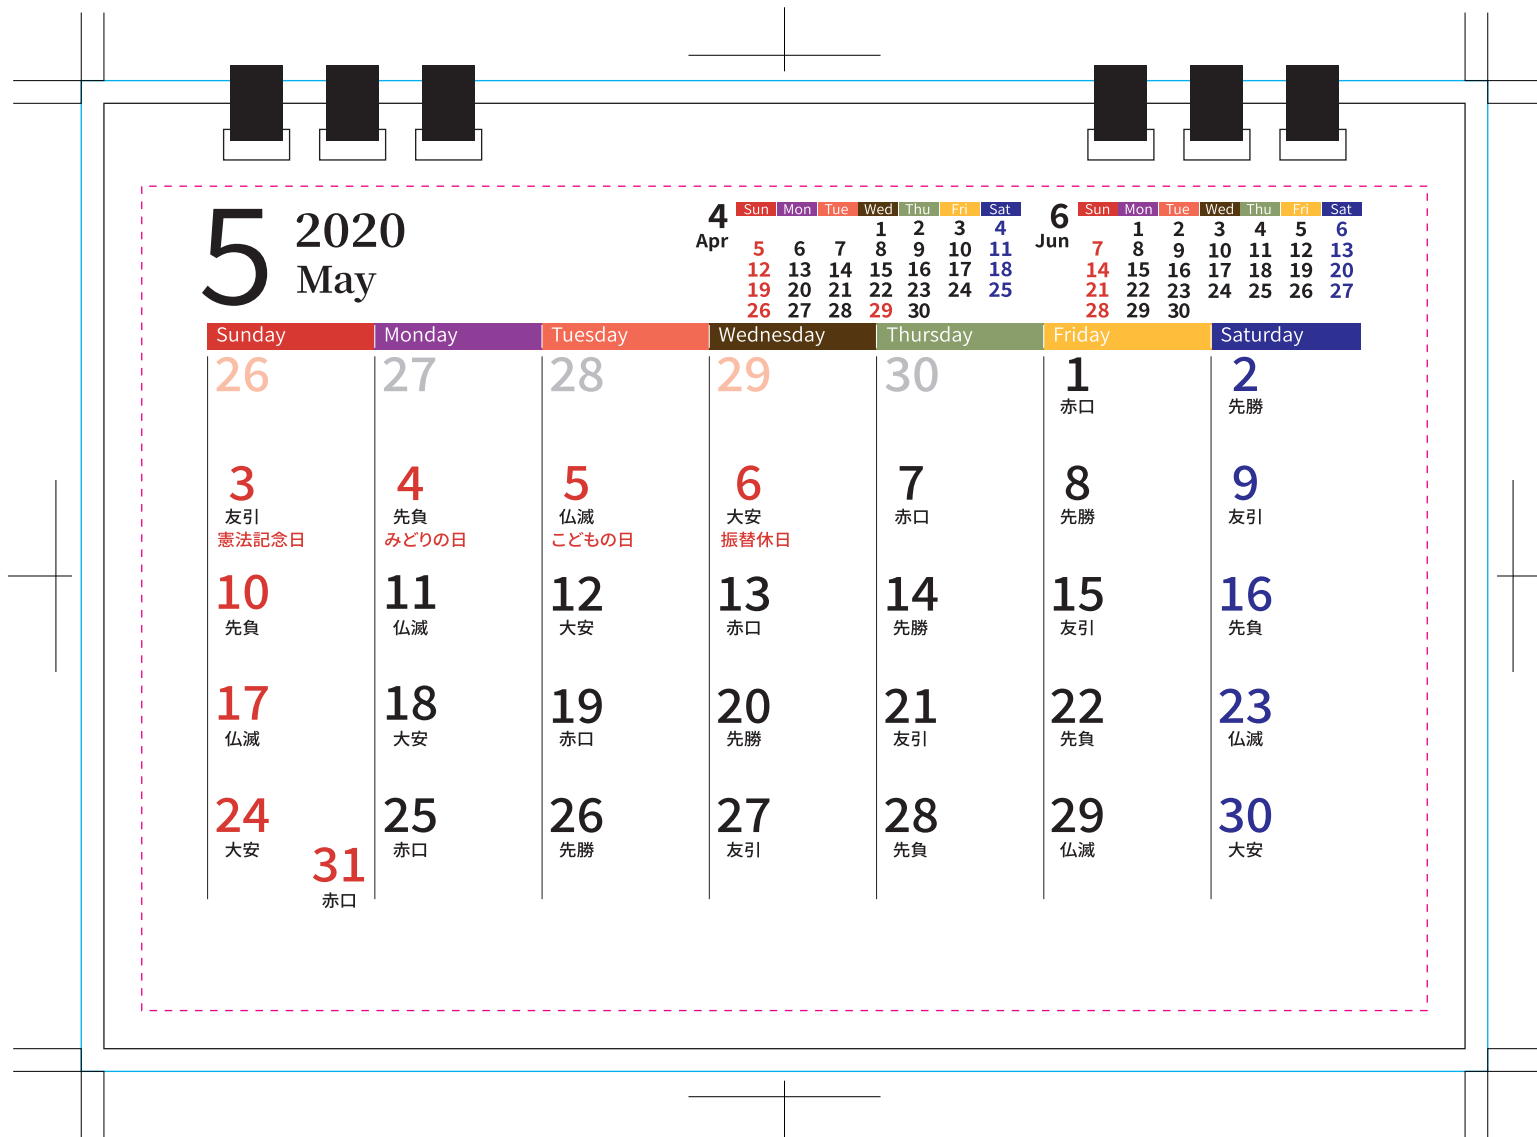 5
2020
May
4
Apr
Sun Mon Tue Wed Thu Fri Sat
1 2 3 4
5 6 7 8 9 10 11
12 13 14 15 16 17 18
19 20 21 22 23 24 25
26 27 28 29 30
6
Jun
Sun Mon Tue Wed Thu Fri Sat
1 2 3 4 5 6
7 8 9 10 11 12 13
14 15 16 17 18 19 20
21 22 23 24 25 26 27
28 29 30
Sunday Monday Tuesday Wednesday Thursday Friday Saturday
26 27 28 29 30 1 2
赤口 先勝
3 4 5 6 7 8 9
友引 先負 仏滅 大安 赤口 先勝 友引
憲法記念日 みどりの日 こどもの日 振替休日
10 11 12 13 14 15 16
先負 仏滅 大安 赤口 先勝 友引 先負
17 18 19 20 21 22 23
仏滅 大安 赤口 先勝 友引 先負 仏滅
24 25 26 27 28 29 30
大安 赤口 先勝 友引 先負 仏滅 大安
31
赤口